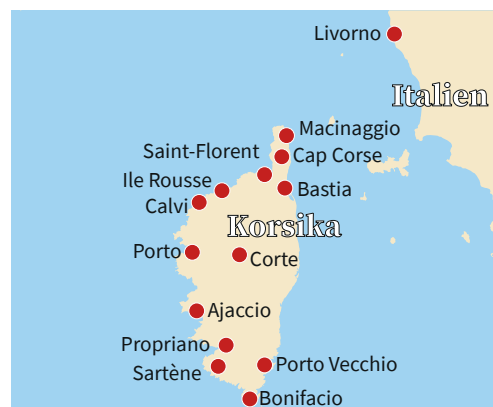 Livorno
Italien
Macinaggio
Saint-Florent
Cap Corse
Ile Rousse
Bastia
Calvi
Korsika
Porto
Corte
Ajaccio
Propriano
Porto Vecchio
Sartène
Bonifacio